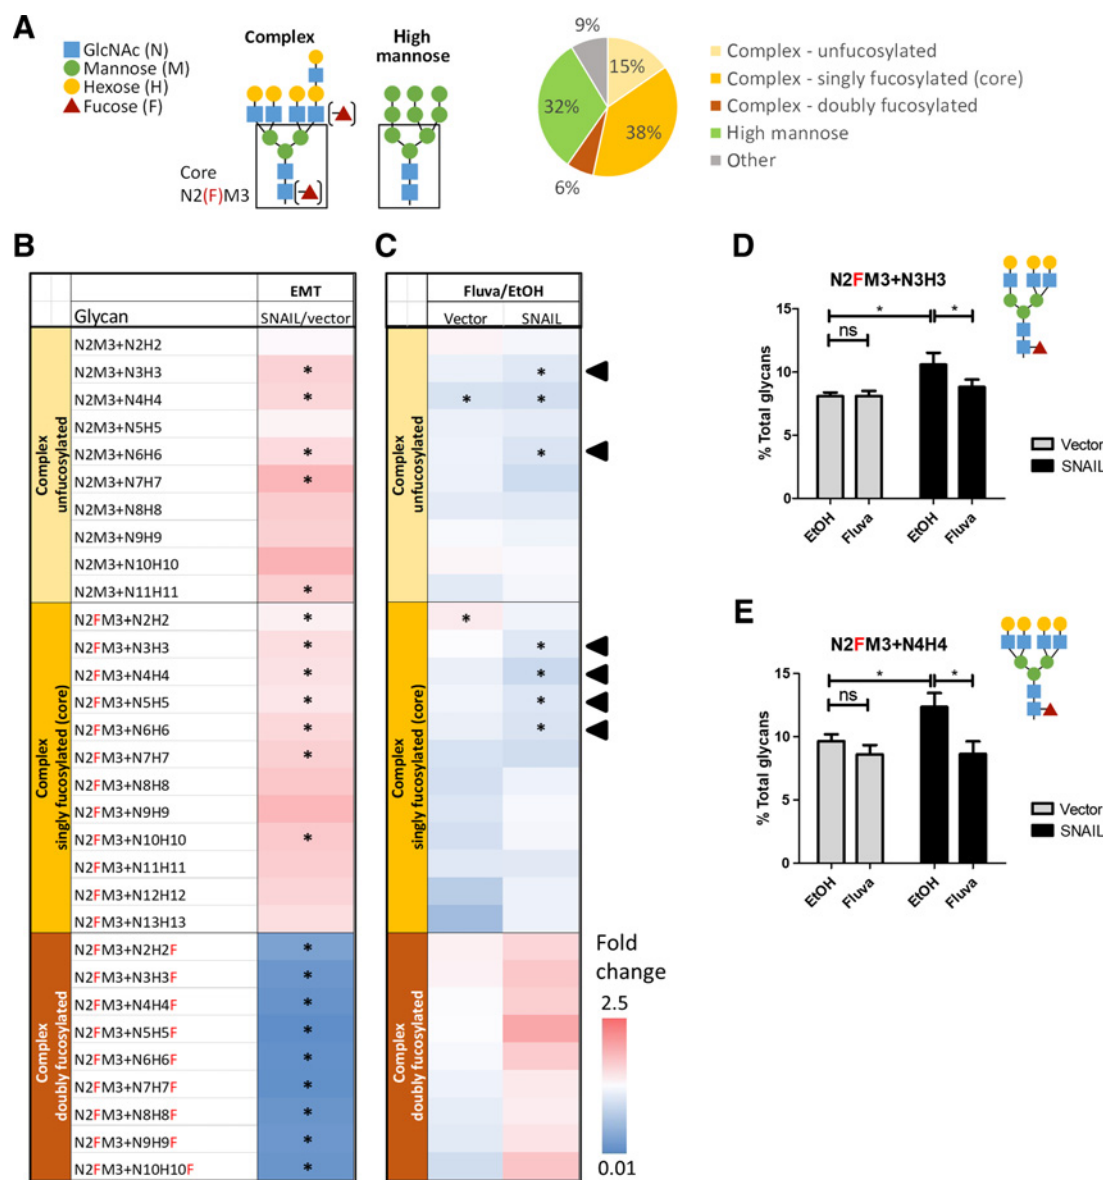 A
GlcNAc (N)
Mannose (M)
Hexose (H)
Fucose (F)
Complex
High
mannose
Core
N2(F)M3
9%
15%
38%
6%
32%
Complex - unfucosylated
Complex - singly fucosylated (core)
Complex - doubly fucosylated
High mannose
Other
B
EMT
Glycan SNAIL/vector
Complex
unfucosylated
N2M3+N2H2
N2M3+N3H3 *
N2M3+N4H4 *
N2M3+N5H5
N2M3+N6H6 *
N2M3+N7H7 *
N2M3+N8H8
N2M3+N9H9
N2M3+N10H10
N2M3+N11H11 *
Complex
singly fucosylated (core)
N2FM3+N2H2 *
N2FM3+N3H3 *
N2FM3+N4H4 *
N2FM3+N5H5 *
N2FM3+N6H6 *
N2FM3+N7H7 *
N2FM3+N8H8
N2FM3+N9H9
N2FM3+N10H10 *
N2FM3+N11H11
N2FM3+N12H12
N2FM3+N13H13
Complex
doubly fucosylated
N2FM3+N2H2F *
N2FM3+N3H3F *
N2FM3+N4H4F *
N2FM3+N5H5F *
N2FM3+N6H6F *
N2FM3+N7H7F *
N2FM3+N8H8F *
N2FM3+N9H9F *
N2FM3+N10H10F *
C
Fluva/EtOH
Vector SNAIL
Complex
unfucosylated
*
* *
*
Complex
singly fucosylated (core)
*
*
*
*
*
Complex
doubly fucosylated
Fold
change
2.5
0.01
D
N2FM3+N3H3
% Total glycans
15
10
5
0
* *
ns
EtOH Fluva EtOH Fluva
Vector
SNAIL
E
N2FM3+N4H4
% Total glycans
15
10
5
0
* *
ns
EtOH Fluva EtOH Fluva
Vector
SNAIL